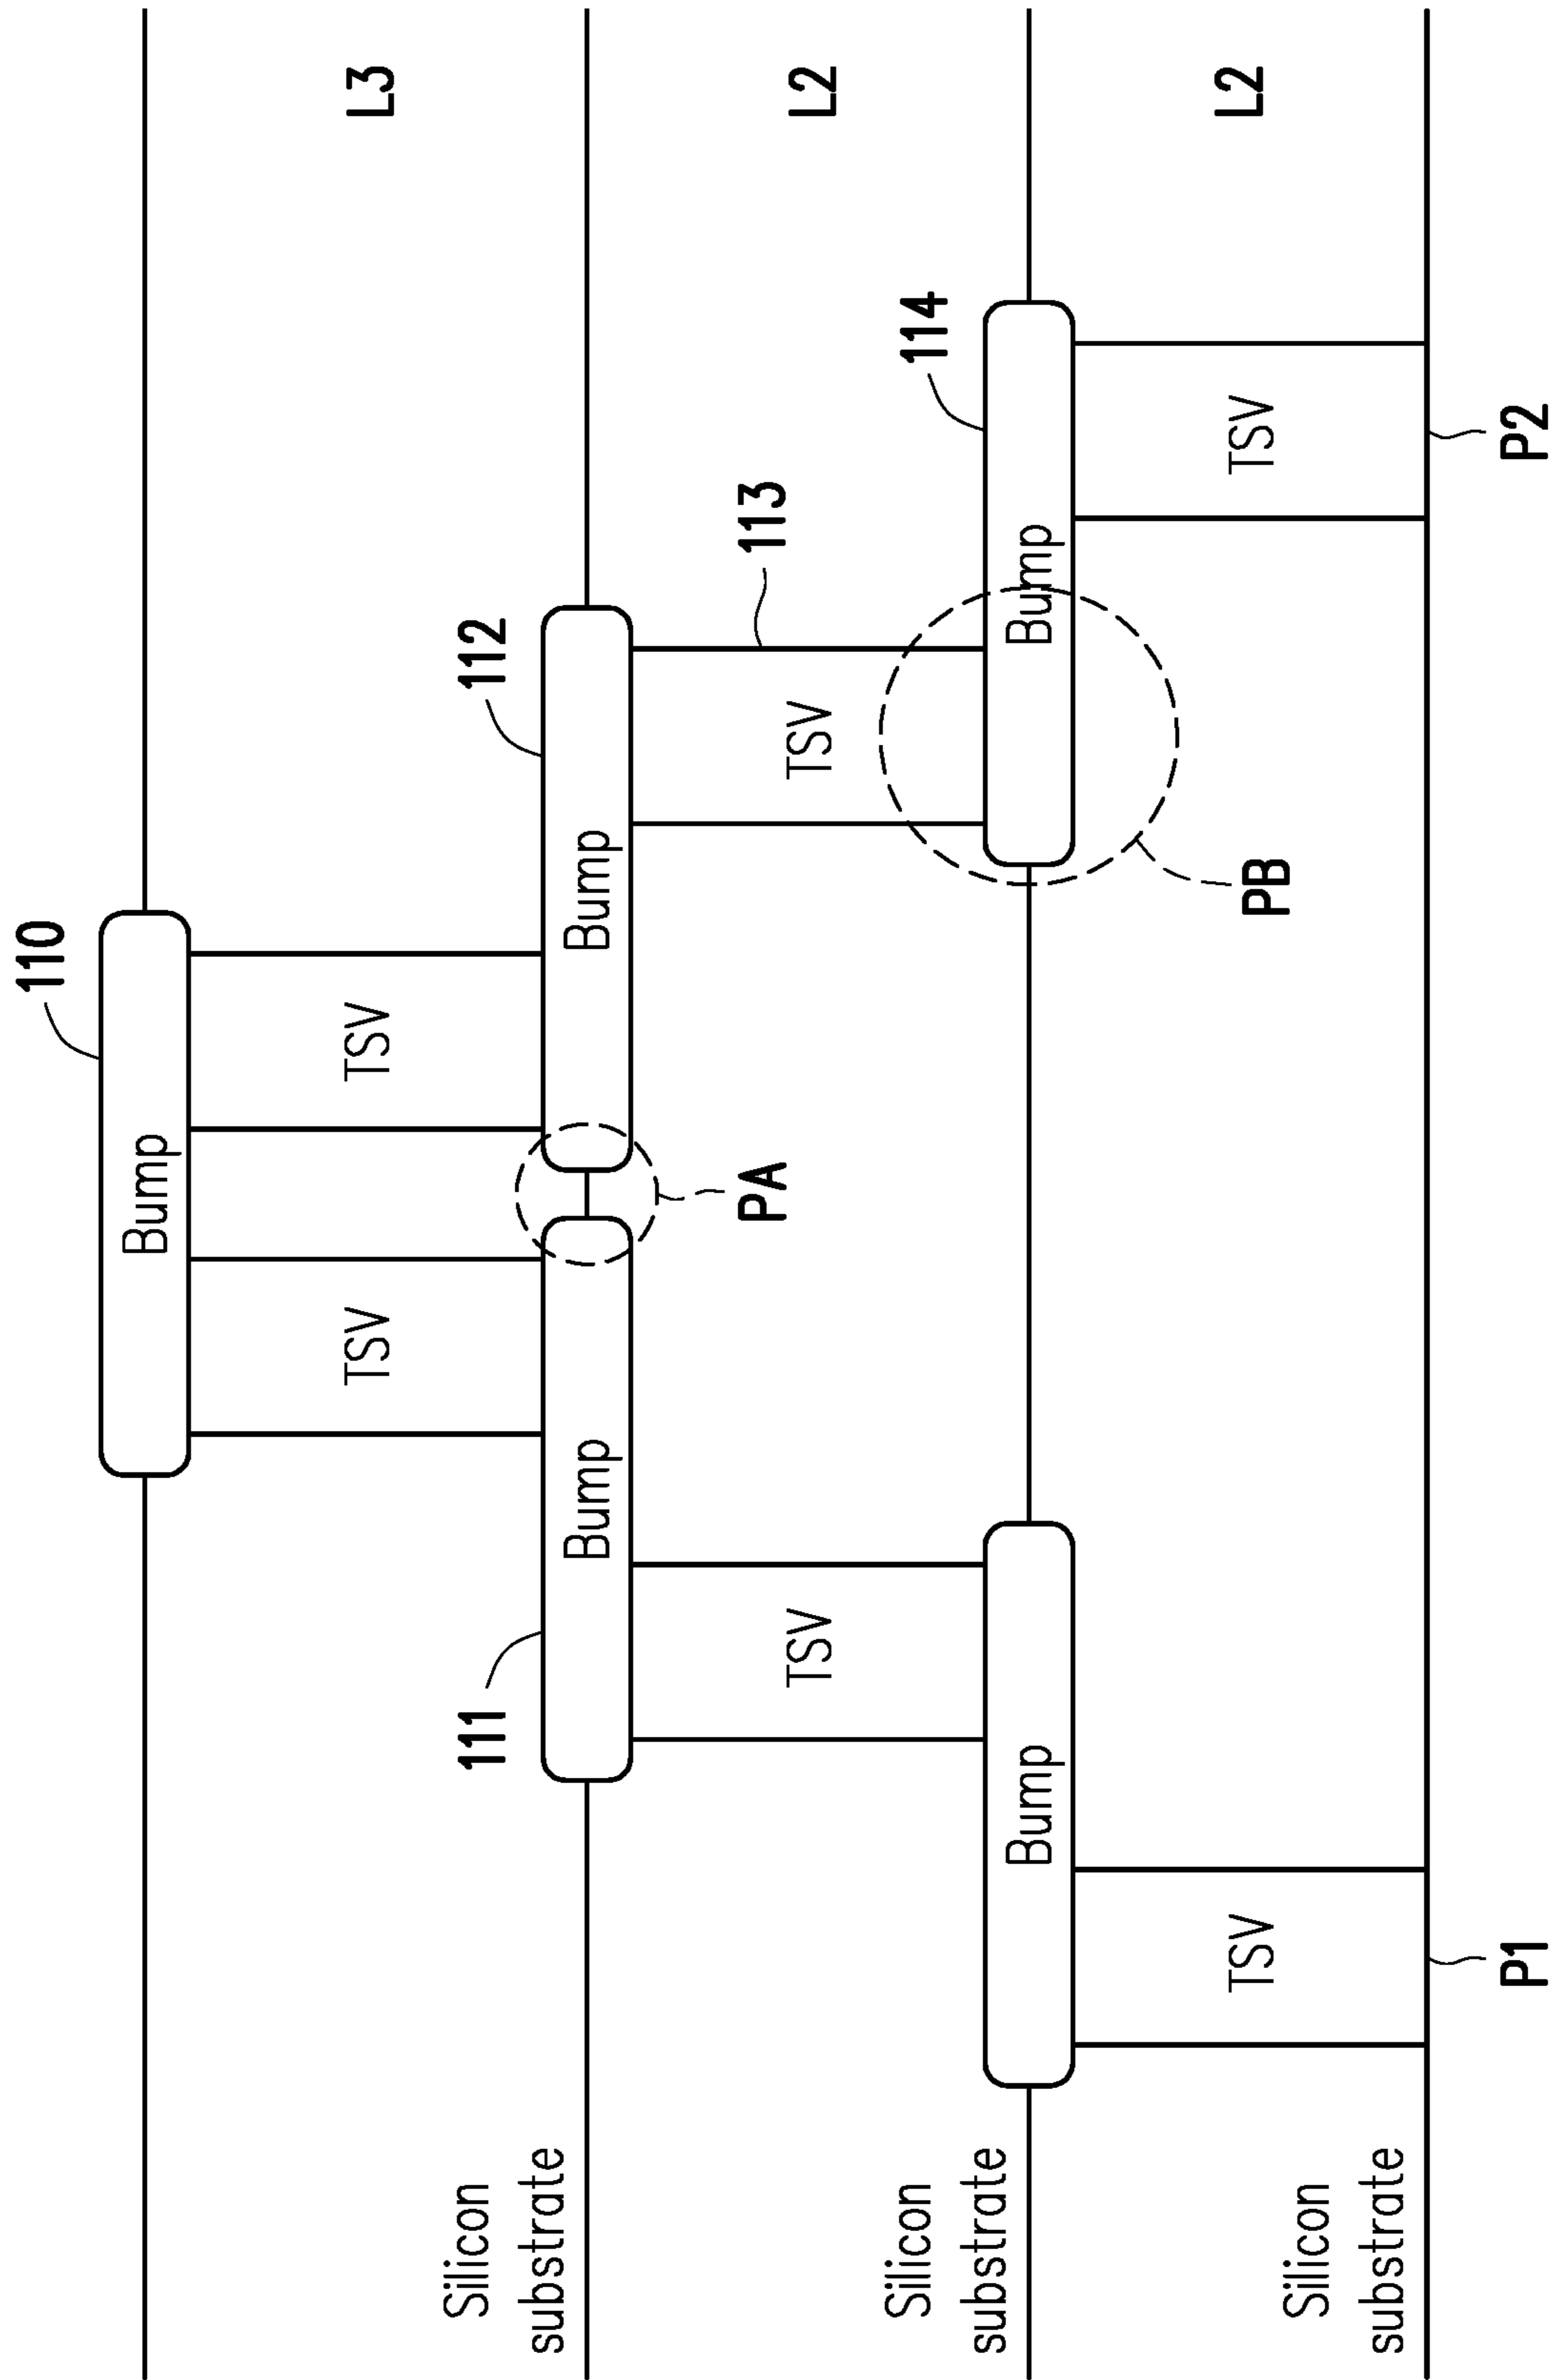 110
Bump
TSV
TSV
L3
Silicon
substrate
111
112
Bump
Bump
PA
113
TSV
TSV
L2
Silicon
substrate
114
Bump
Bump
TSV
PB
TSV
L2
Silicon
substrate
P1
P2